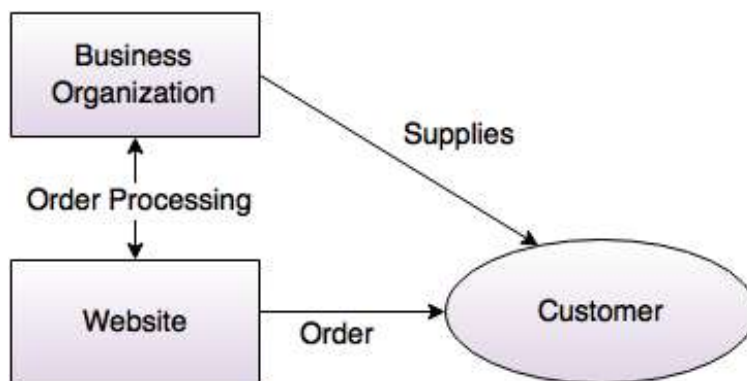 Business
Organization
Supplies
Order Processing
Website
Order
Customer